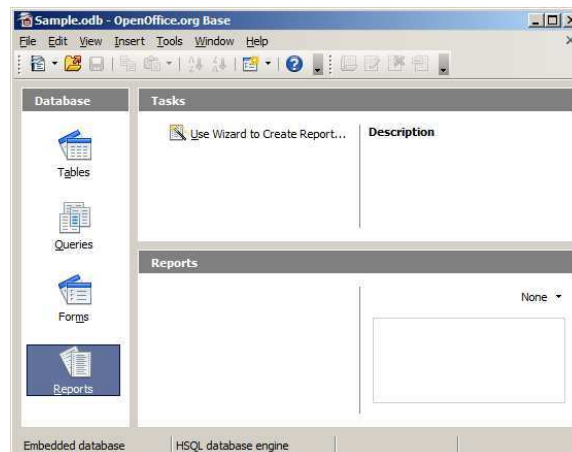 Sample.odb - OpenOffice.org Base
File Edit View Insert Tools Window Help
Database
Tasks
Use Wizard to Create Report...
Description
Tables
Queries
Forms
Reports
Reports
None
Embedded database
HSQL database engine